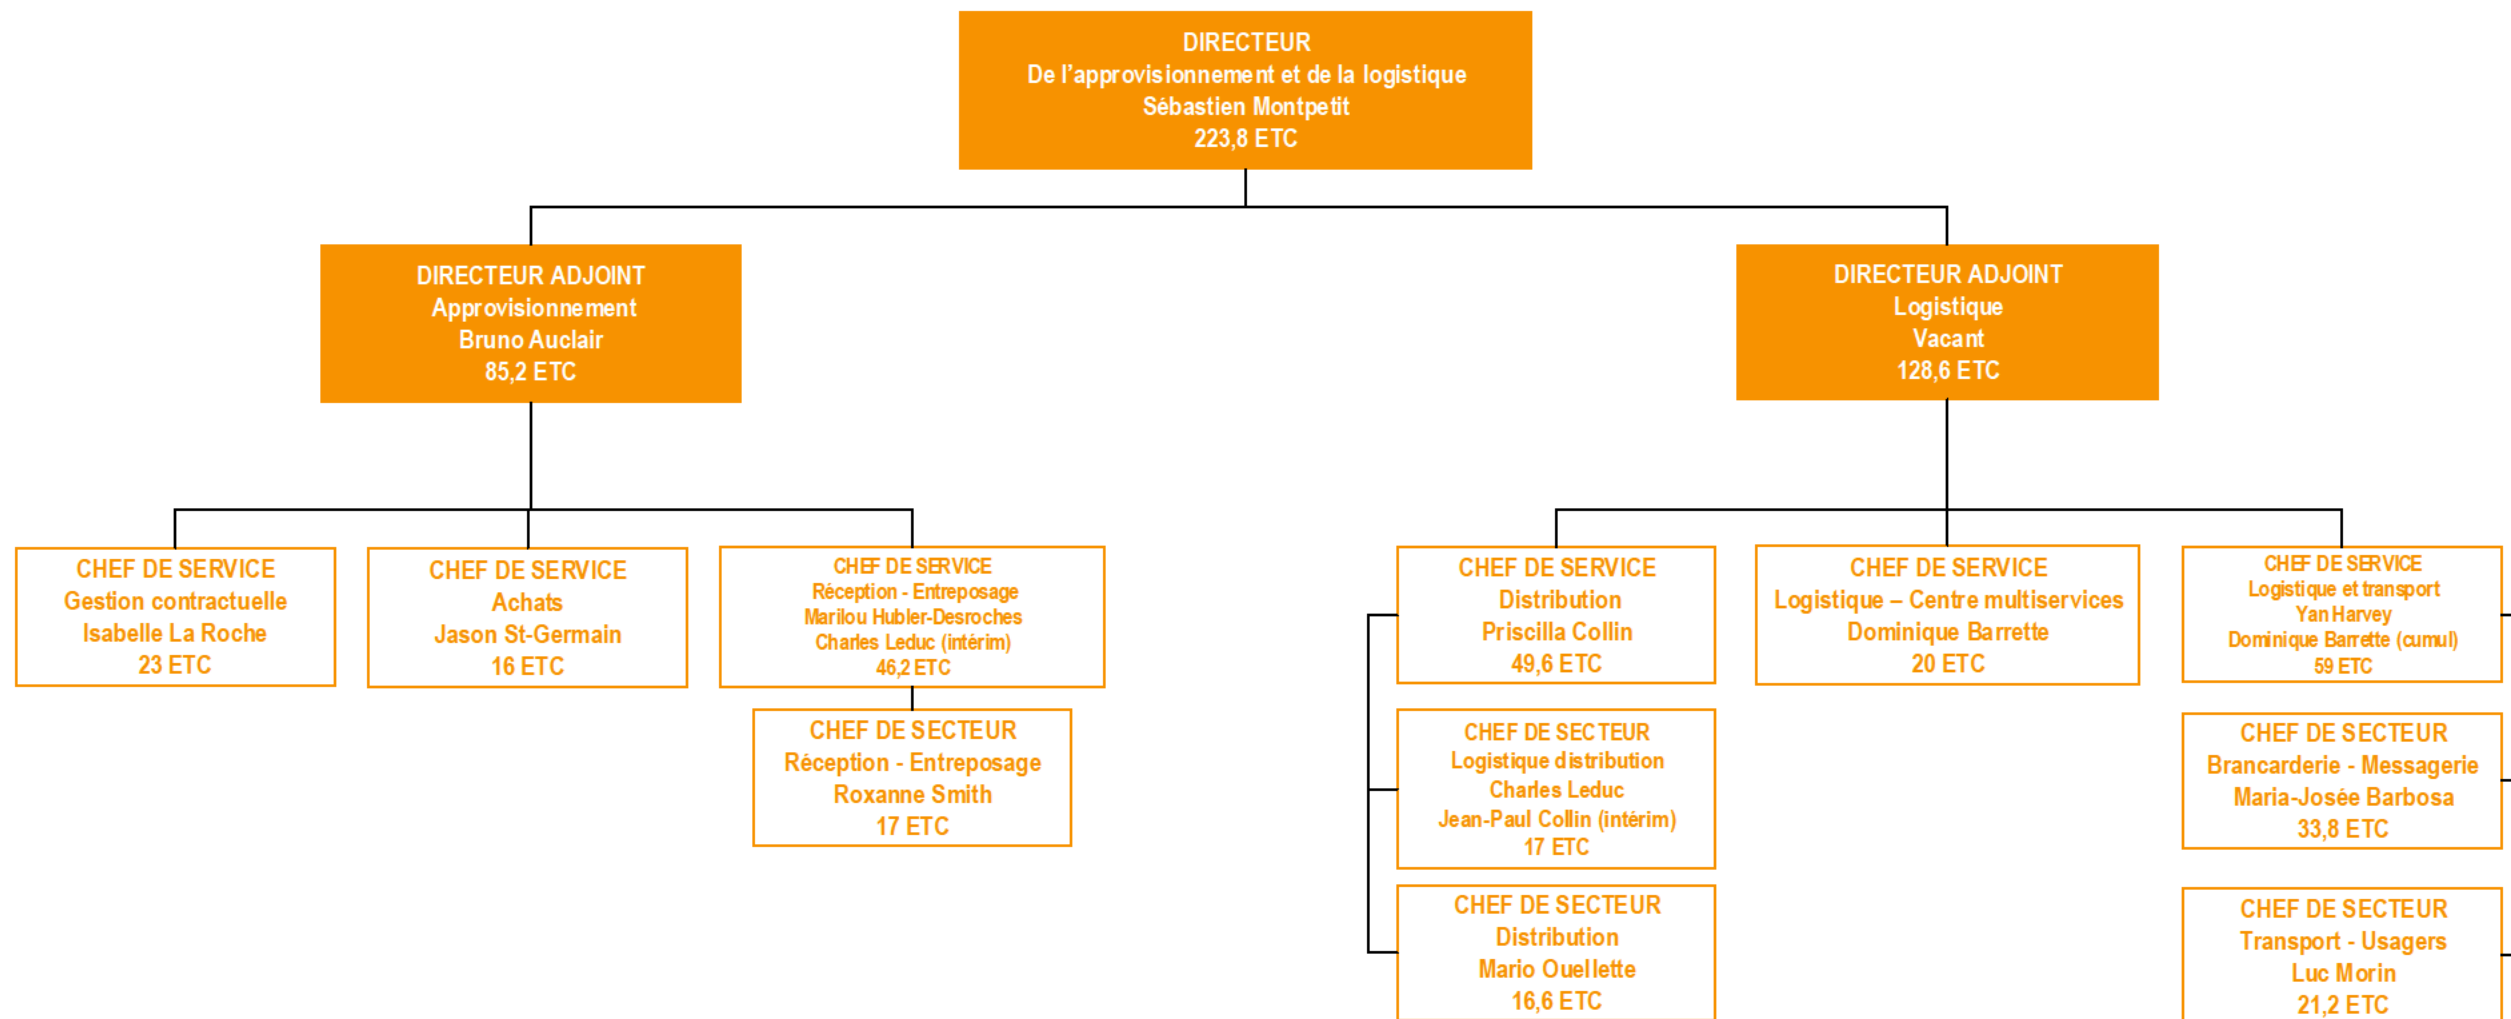 DIRECTEUR
De l'approvisionnement et de la logistique
Sébastien Montpetit
223,8 ETC
DIRECTEUR ADJOINT
Approvisionnement
Bruno Auclair
85,2 ETC
DIRECTEUR ADJOINT
Logistique
Vacant
128,6 ETC
CHEF DE SERVICE
Gestion contractuelle
Isabelle La Roche
23 ETC
CHEF DE SERVICE
Achats
Jason St-Germain
16 ETC
CHEF DE SERVICE
Réception - Entreposage
Marilou Hubler-Desroches
Charles Leduc (intérim)
46,2 ETC
CHEF DE SECTEUR
Réception - Entreposage
Roxanne Smith
17 ETC
CHEF DE SERVICE
Distribution
Priscilla Collin
49,6 ETC
CHEF DE SECTEUR
Logistique distribution
Charles Leduc
Jean-Paul Collin (intérim)
17 ETC
CHEF DE SECTEUR
Distribution
Mario Ouellette
16,6 ETC
CHEF DE SERVICE
Logistique – Centre multiservices
Dominique Barrette
20 ETC
CHEF DE SERVICE
Logistique et transport
Yan Harvey
Dominique Barrette (cumul)
59 ETC
CHEF DE SECTEUR
Brancarderie - Messagerie
Maria-Josée Barbosa
33,8 ETC
CHEF DE SECTEUR
Transport - Usagers
Luc Morin
21,2 ETC